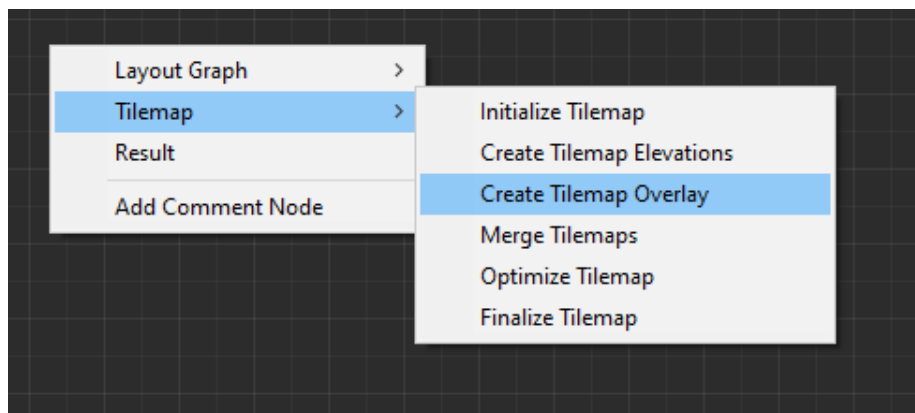 Layout Graph
Tilemap
Result
Add Comment Node
Initialize Tilemap
Create Tilemap Elevations
Create Tilemap Overlay
Merge Tilemaps
Optimize Tilemap
Finalize Tilemap